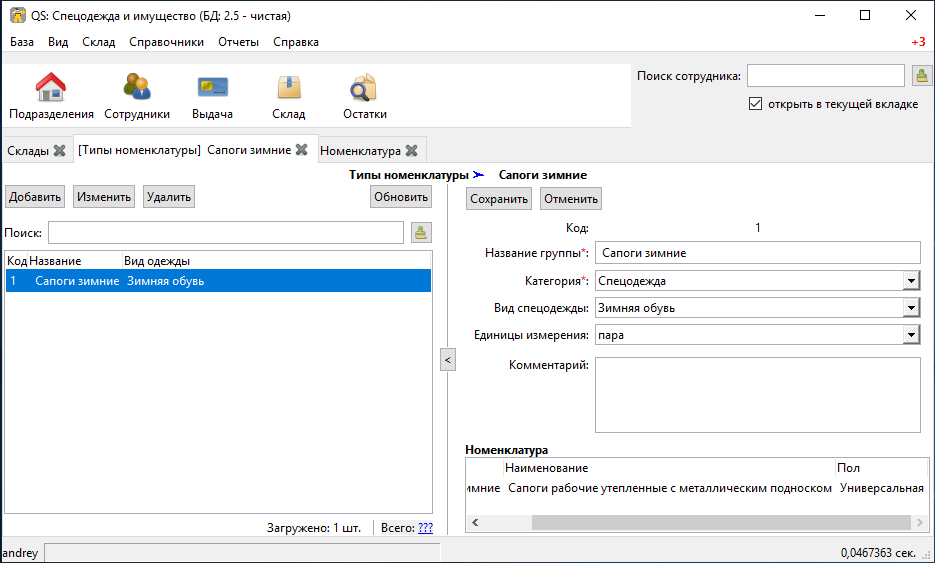 QS: Спецодежда и имущество (БД: 2.5 - чистая)
База Вид Склад Справочники Отчеты Справка +3
Поиск сотрудника:
открыть в текущей вкладке
Подразделения Сотрудники Выдача Склад Остатки
Склады [Типы номенклатуры] Сапоги зимние Номенклатура
Типы номенклатуры Сапоги зимние
Добавить Изменить Удалить Обновить
Поиск:
Код Название Вид одежды
1 Сапоги зимние Зимняя обувь
Загружено: 1 шт. Всего: ???
<
Сохранить Отменить
Код: 1
Название группы*: Сапоги зимние
Категория*: Спецодежда
Вид спецодежды: Зимняя обувь
Единицы измерения: пара
Комментарий:
Номенклатура
Наименование Пол
имние Сапоги рабочие утепленные с металлическим подноском Универсальная
andrey 0,0467363 сек.